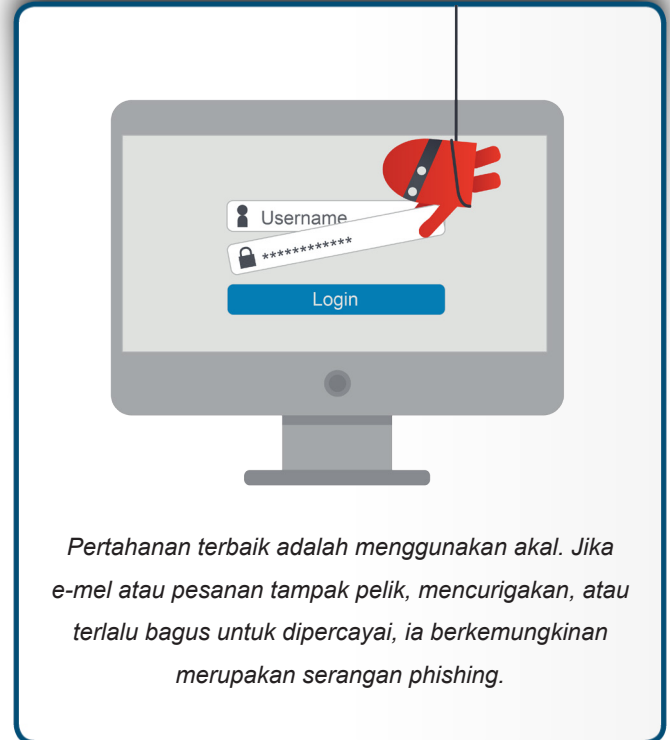 Username
************
Login
Pertahanan terbaik adalah menggunakan akal. Jika
e-mel atau pesanan tampak pelik, mencurigakan, atau
terlalu bagus untuk dipercayai, ia berkemungkinan
merupakan serangan phishing.